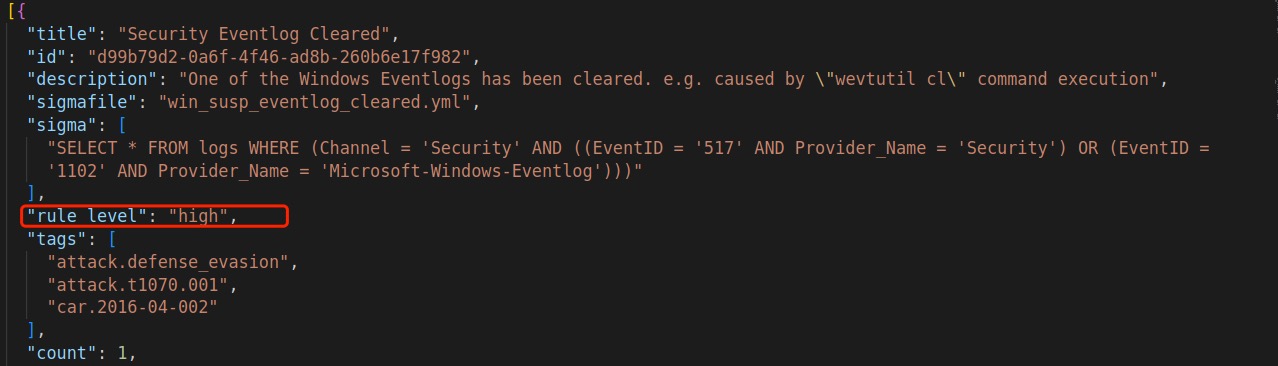 [{
"title": "Security Eventlog Cleared",
"id": "d99b79d2-0a6f-4f46-ad8b-260b6e17f982",
"description": "One of the Windows Eventlogs has been cleared. e.g. caused by \"wevtutil cl\" command execution",
"sigmafile": "win_susp_eventlog_cleared.yml",
"sigma": [
"SELECT * FROM logs WHERE (Channel = 'Security' AND ((EventID = '517' AND Provider_Name = 'Security') OR (EventID =
'1102' AND Provider_Name = 'Microsoft-Windows-Eventlog')))"
],
"rule level": "high",
"tags": [
"attack.defense_evasion",
"attack.t1070.001",
"car.2016-04-002"
],
"count": 1,